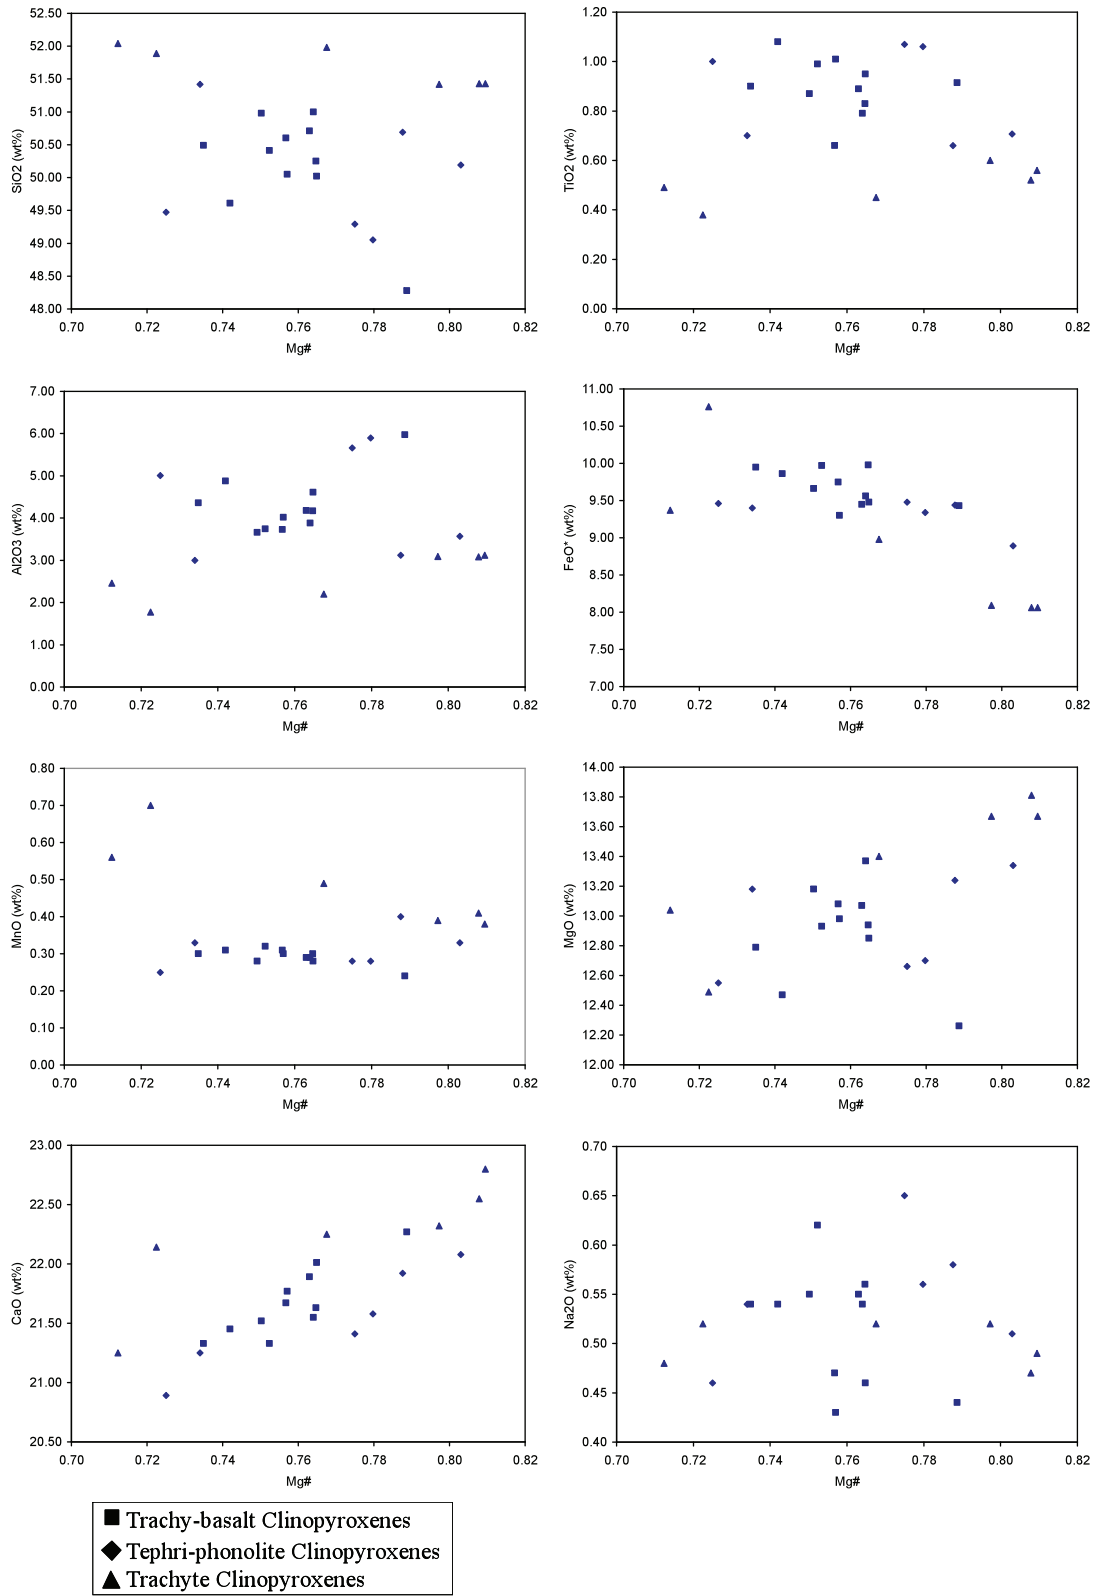 52.50
52.00
51.50
51.00
50.50
50.00
49.50
49.00
48.50
48.00
SiO2 (wt%)
0.70 0.72 0.74 0.76 0.78 0.80 0.82
Mg#
1.20
1.00
0.80
0.60
0.40
0.20
0.00
TiO2 (wt%)
0.70 0.72 0.74 0.76 0.78 0.80 0.82
Mg#
7.00
6.00
5.00
4.00
3.00
2.00
1.00
0.00
Al2O3 (wt%)
0.70 0.72 0.74 0.76 0.78 0.80 0.82
Mg#
11.00
10.50
10.00
9.50
9.00
8.50
8.00
7.50
7.00
FeO* (wt%)
0.70 0.72 0.74 0.76 0.78 0.80 0.82
Mg#
0.80
0.70
0.60
0.50
0.40
0.30
0.20
0.10
0.00
MnO (wt%)
0.70 0.72 0.74 0.76 0.78 0.80 0.82
Mg#
14.00
13.80
13.60
13.40
13.20
13.00
12.80
12.60
12.40
12.20
12.00
MgO (wt%)
0.70 0.72 0.74 0.76 0.78 0.80 0.82
Mg#
23.00
22.50
22.00
21.50
21.00
20.50
CaO (wt%)
0.70 0.72 0.74 0.76 0.78 0.80 0.82
Mg#
0.70
0.65
0.60
0.55
0.50
0.45
0.40
Na2O (wt%)
0.70 0.72 0.74 0.76 0.78 0.80 0.82
Mg#
Trachy-basalt Clinopyroxenes
Tephri-phonolite Clinopyroxenes
Trachyte Clinopyroxenes